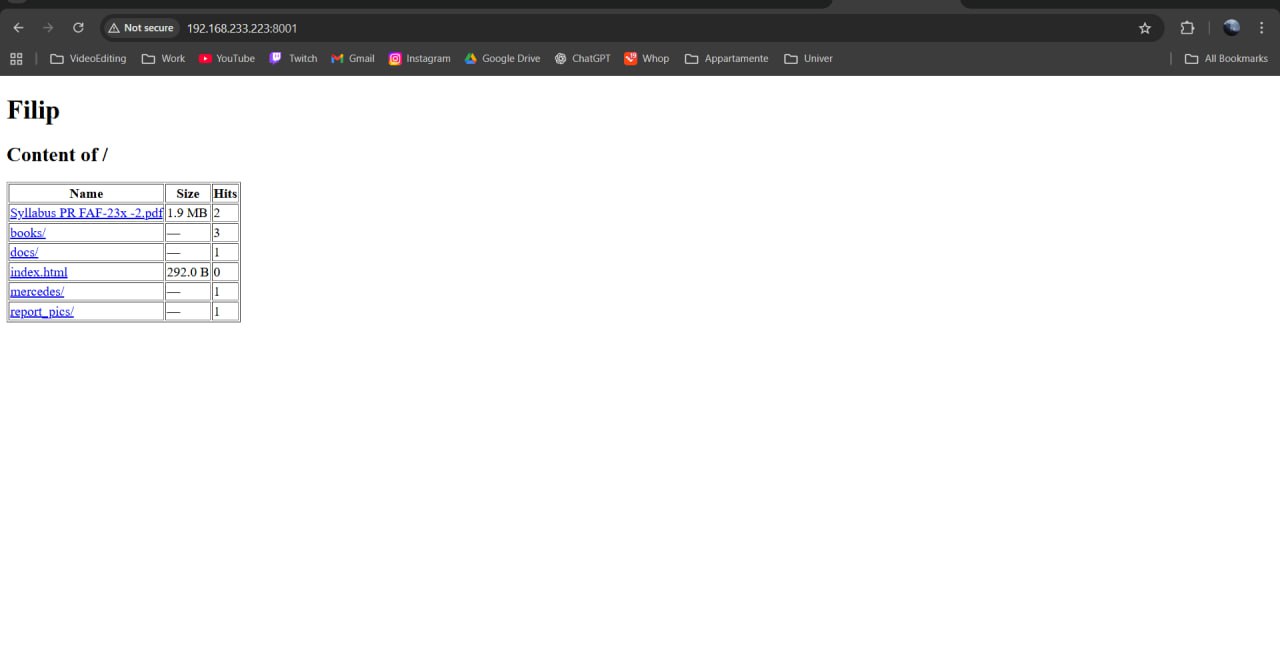 Not secure 192.168.233.223:8001
VideoEditing Work YouTube Twitch Gmail Instagram Google Drive ChatGPT Whop Appartamente Univer All Bookmarks
Filip
Content of /
Name Size Hits
Syllabus PR FAF-23x -2.pdf 1.9 MB 2
books/ — 3
docs/ — 1
index.html 292.0 B 0
mercedes/ — 1
report_pics/ — 1